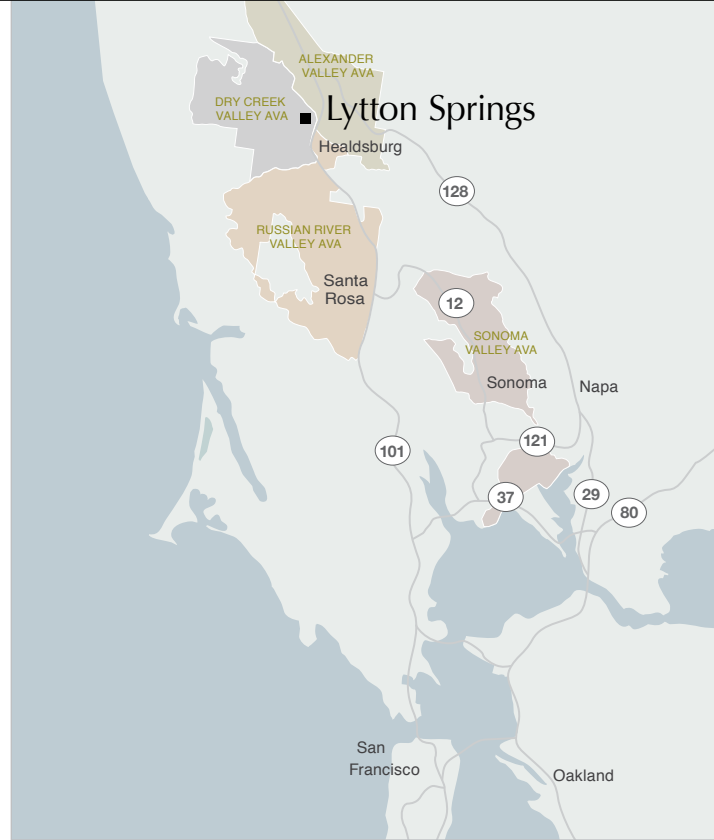 ALEXANDER
VALLEY AVA
DRY CREEK
VALLEY AVA
Lytton Springs
Healdsburg
128
RUSSIAN RIVER
VALLEY AVA
Santa
Rosa
12
SONOMA
VALLEY AVA
Sonoma
Napa
121
101
37
29
80
San
Francisco
Oakland